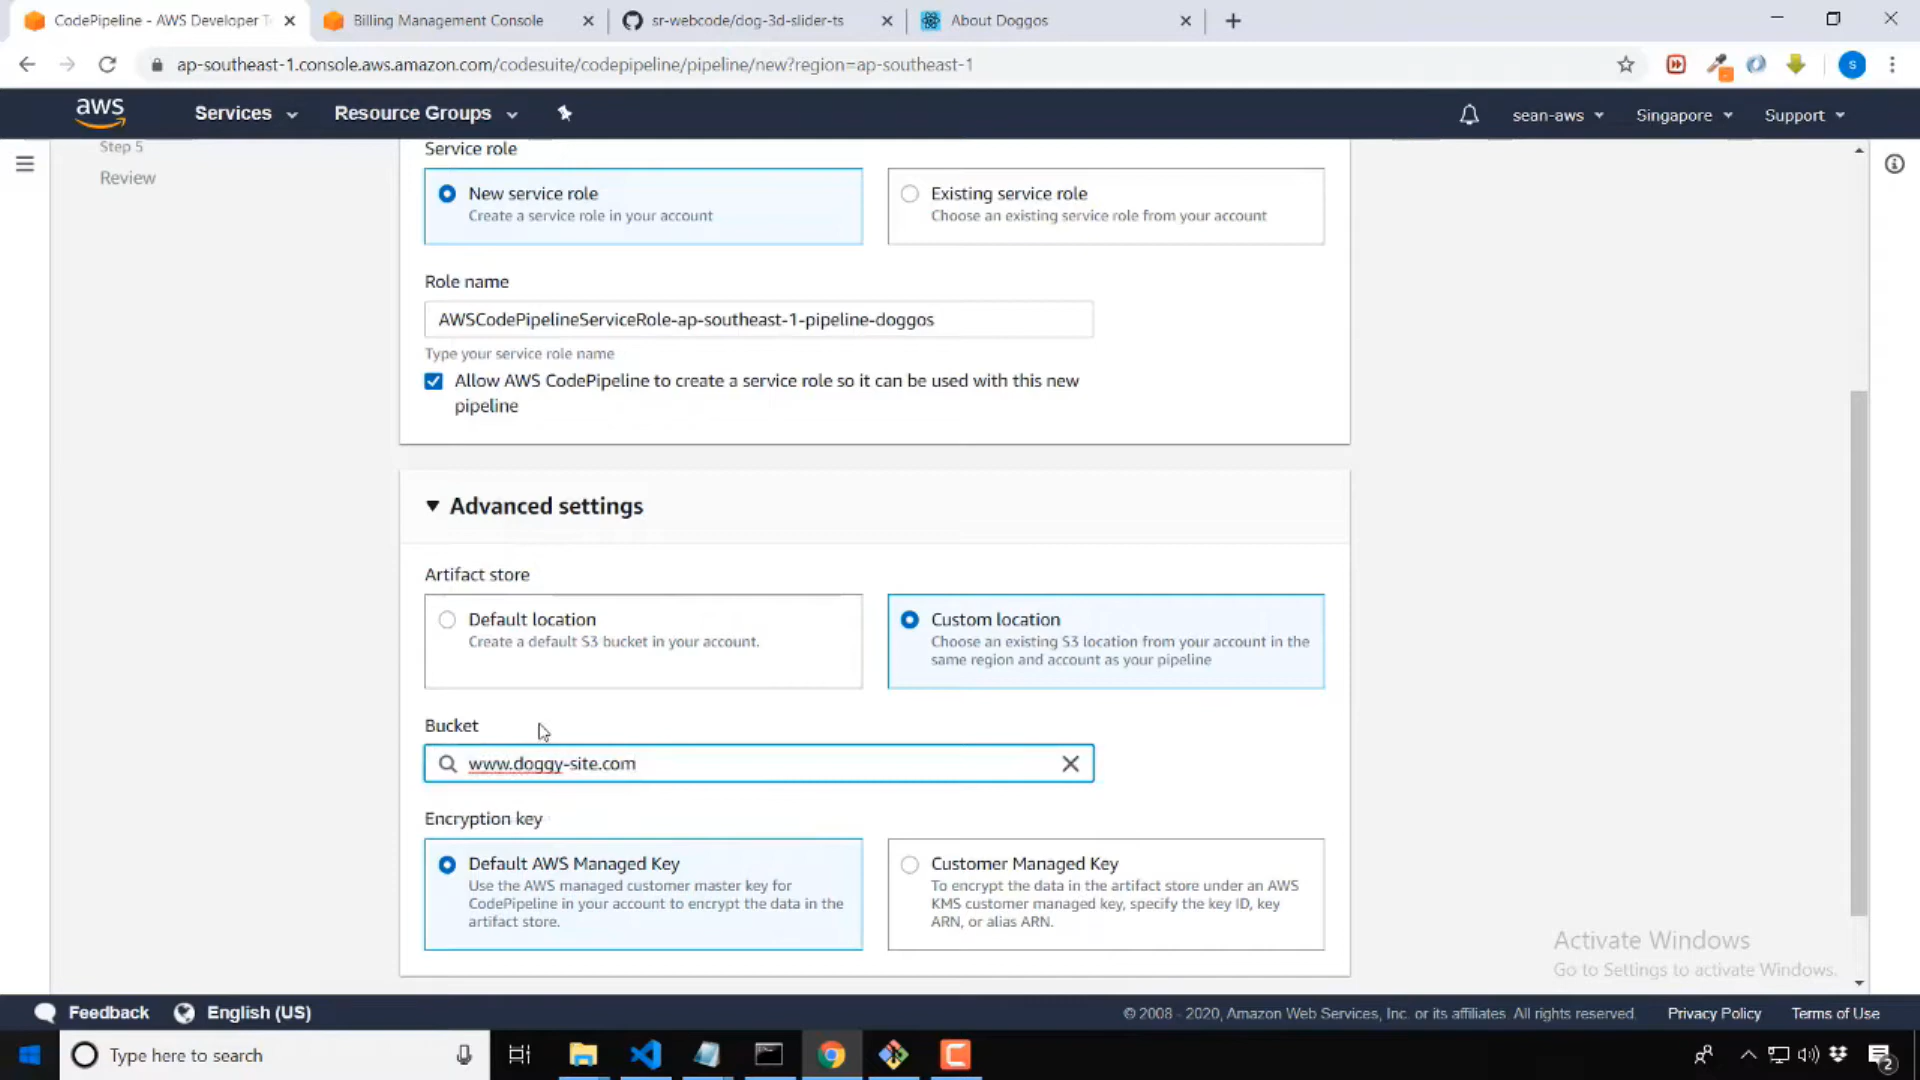 CodePipeline - AWS Developer T
Billing Management Console
sr-webcode/dog-3d-slider-ts
About Doggos
ap-southeast-1.console.aws.amazon.com/codesuite/codepipeline/pipeline/new?region=ap-southeast-1
s
aws
Services
Resource Groups
sean-aws
Singapore
Support
Step 5
Review
Service role
New service role
Create a service role in your account
Existing service role
Choose an existing service role from your account
Role name
AWSCodePipelineServiceRole-ap-southeast-1-pipeline-doggos
Type your service role name
Allow AWS CodePipeline to create a service role so it can be used with this new
pipeline
Advanced settings
Artifact store
Default location
Create a default S3 bucket in your account.
Custom location
Choose an existing S3 location from your account in the
same region and account as your pipeline
Bucket
www.doggy-site.com
Encryption key
Default AWS Managed Key
Use the AWS managed customer master key for
CodePipeline in your account to encrypt the data in the
artifact store.
Customer Managed Key
To encrypt the data in the artifact store under an AWS
KMS customer managed key, specify the key ID, key
ARN, or alias ARN.
Activate Windows
Go to Settings to activate Windows.
Feedback
English (US)
© 2008 - 2020, Amazon Web Services, Inc. or its affiliates. All rights reserved.
Privacy Policy
Terms of Use
Type here to search
2